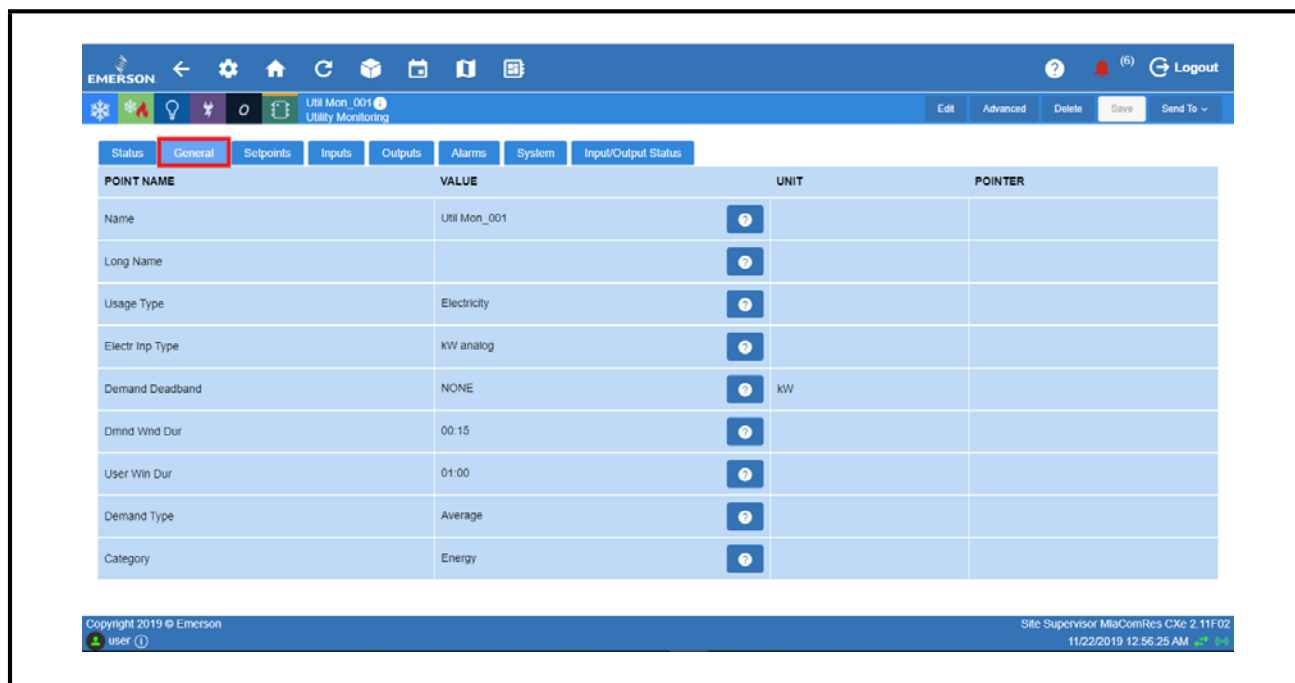 EMERSON
(6) Logout
Util Mon_001
Utility Monitoring
Edit Advanced Delete Save Send To
Status General Setpoints Inputs Outputs Alarms System Input/Output Status
POINT NAME VALUE UNIT POINTER
Name Util Mon_001
Long Name
Usage Type Electricity
Electr Inp Type kW analog
Demand Deadband NONE kW
Dmnd Wnd Dur 00:15
User Win Dur 01:00
Demand Type Average
Category Energy
Copyright 2019 © Emerson Site Supervisor MlaComRes CXe 2.11F02
user 11/22/2019 12:56:25 AM